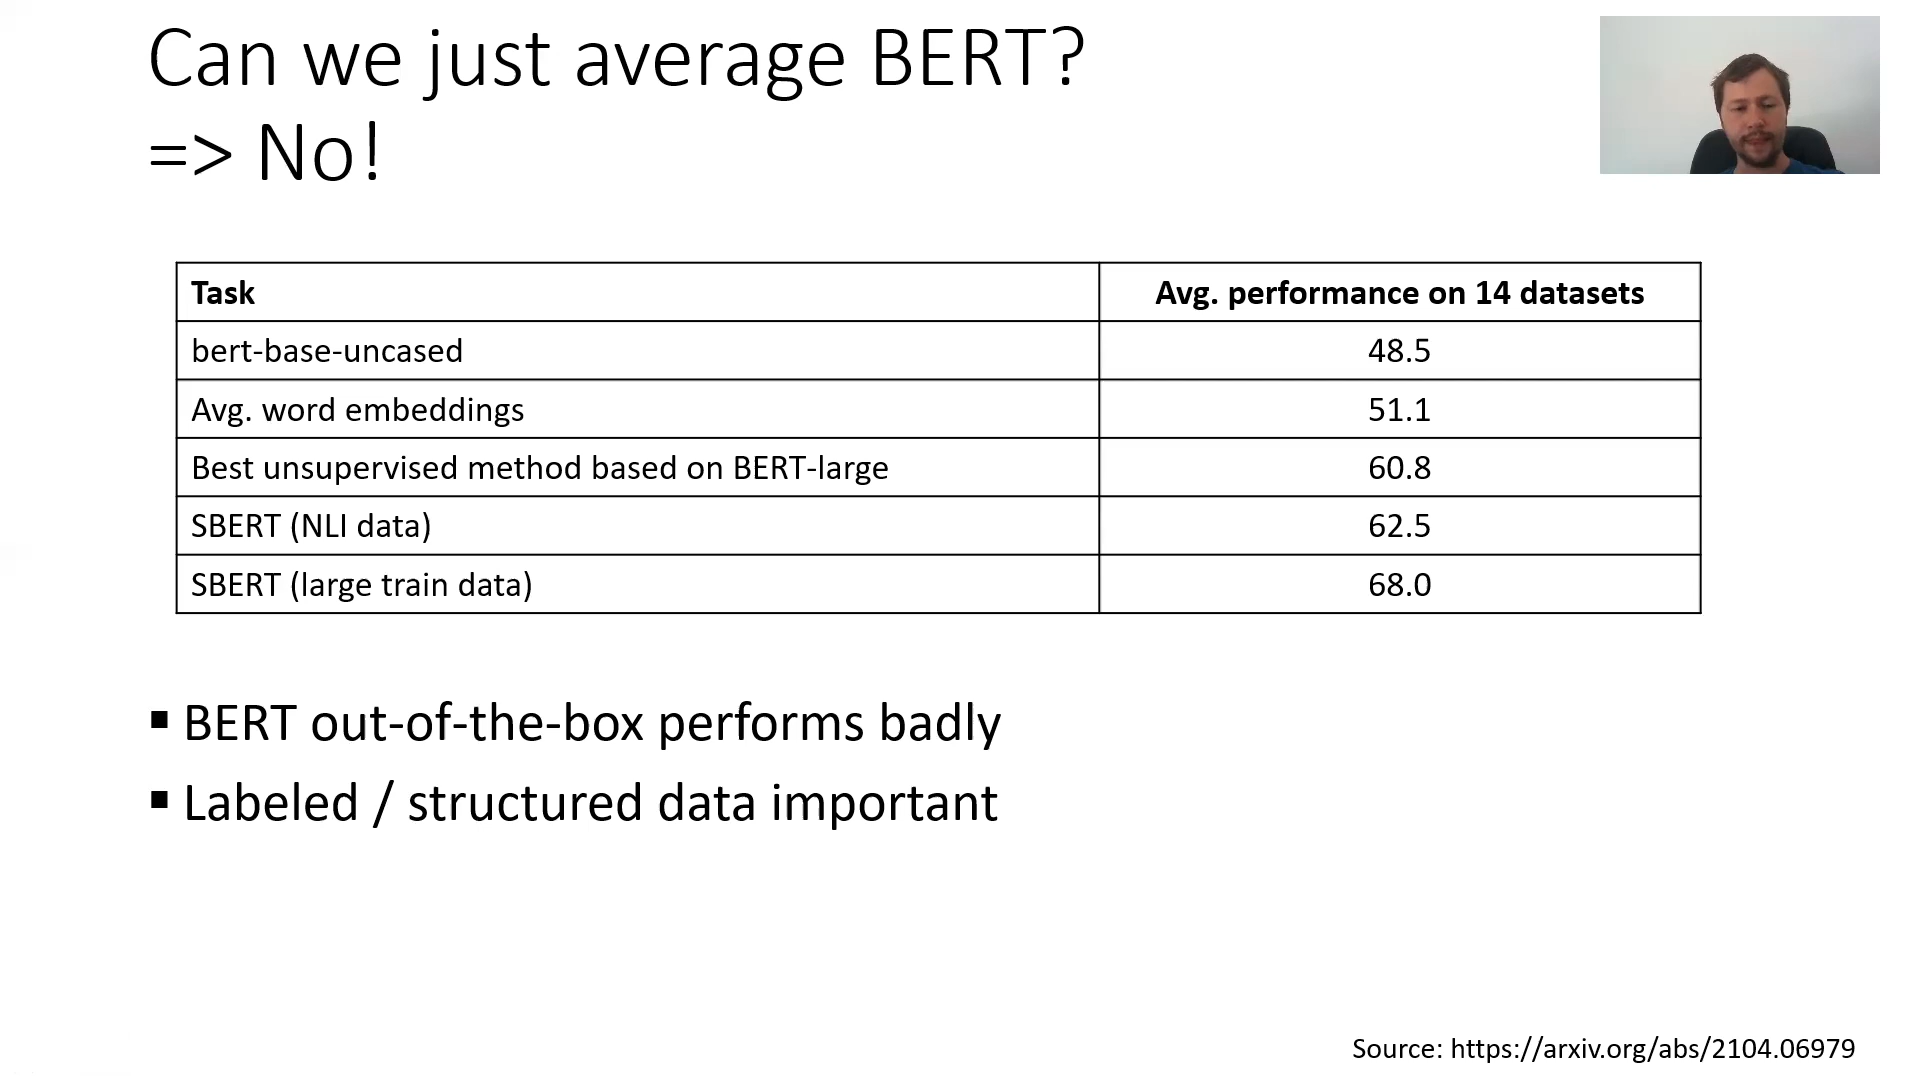 Can we just average BERT?
=> No!
Task Avg. performance on 14 datasets
bert-base-uncased 48.5
Avg. word embeddings 51.1
Best unsupervised method based on BERT-large 60.8
SBERT (NLI data) 62.5
SBERT (large train data) 68.0
▪ BERT out-of-the-box performs badly
▪ Labeled / structured data important
Source: https://arxiv.org/abs/2104.06979